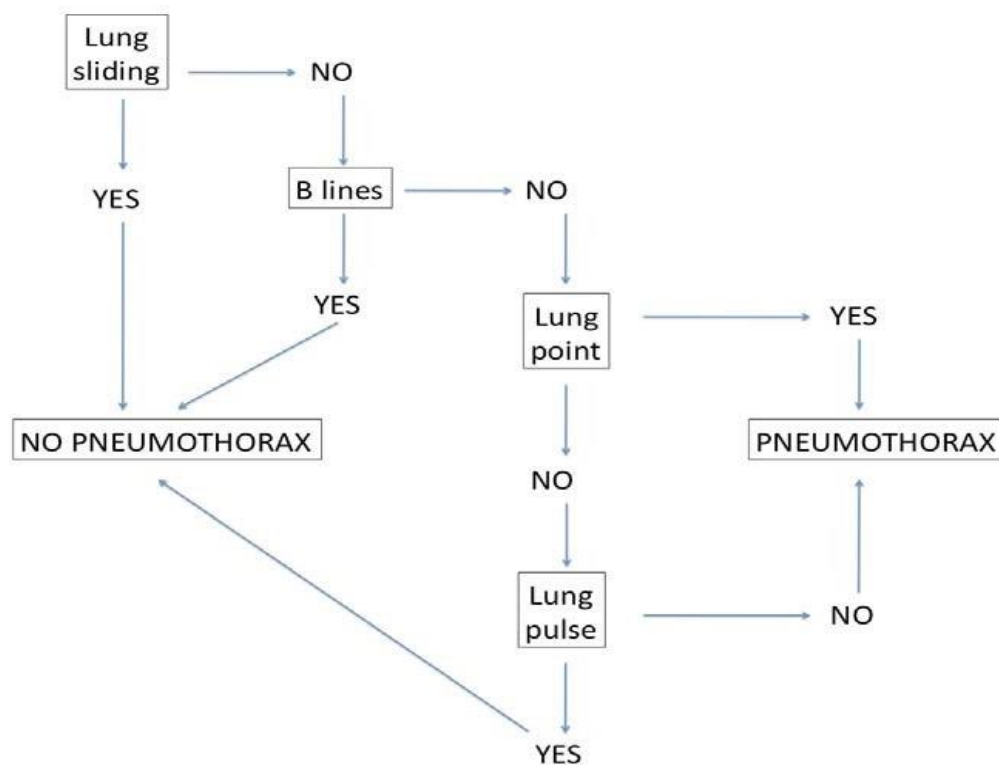 Lung
sliding
NO
YES
B lines
NO
YES
Lung
point
YES
NO PNEUMOTHORAX
PNEUMOTHORAX
NO
Lung
pulse
NO
YES